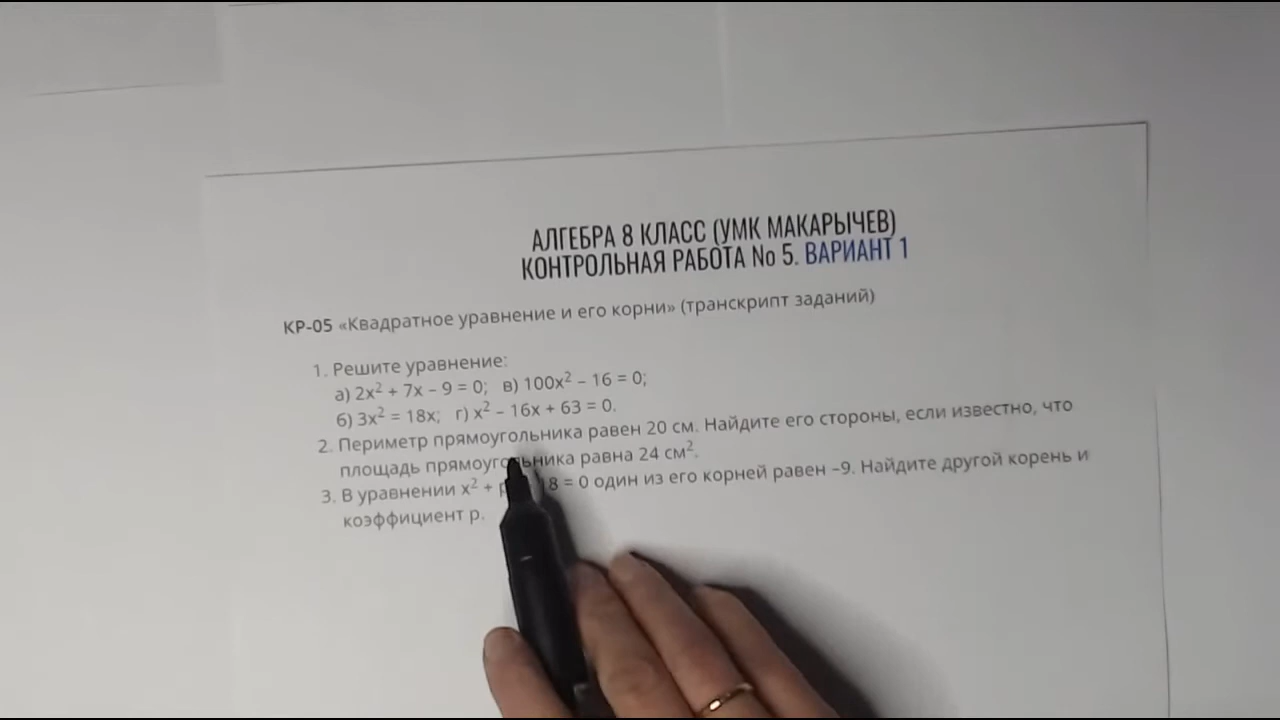 АЛГЕБРА 8 КЛАСС (УМК МАКАРЫЧЕВ)
КОНТРОЛЬНАЯ РАБОТА № 5. ВАРИАНТ 1
КР-05 «Квадратное уравнение и его корни» (транскрипт заданий)
1. Решите уравнение:
а) 2x² + 7x – 9 = 0; в) 100x² – 16 = 0;
б) 3x² = 18x; г) x² – 16x + 63 = 0.
2. Периметр прямоугольника равен 20 см. Найдите его стороны, если известно, что
площадь прямоугольника равна 24 см².
3. В уравнении x² + 18 = 0 один из его корней равен –9. Найдите другой корень и
коэффициент р.